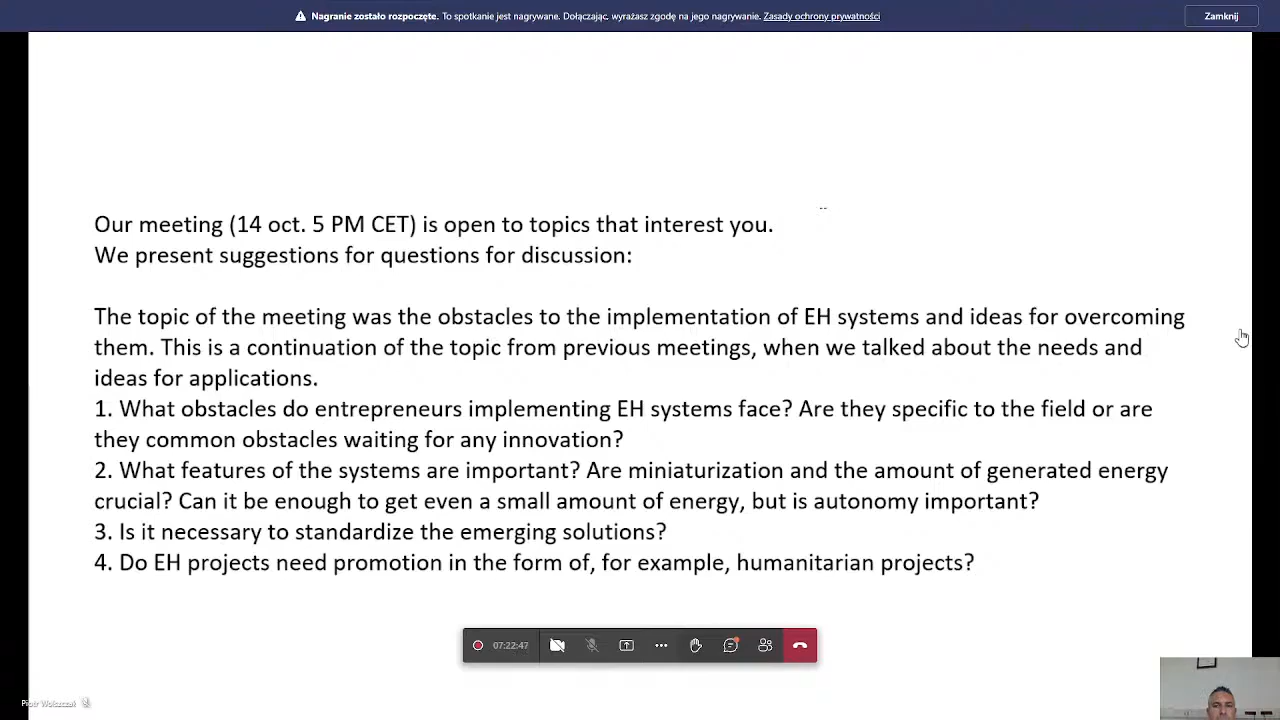 Nagranie zostało rozpoczęte. To spotkanie jest nagrywane. Dołączając, wyrażasz zgodę na jego nagrywanie. Zasady ochrony prywatności
Zamknij
Our meeting (14 oct. 5 PM CET) is open to topics that interest you.
We present suggestions for questions for discussion:
The topic of the meeting was the obstacles to the implementation of EH systems and ideas for overcoming
them. This is a continuation of the topic from previous meetings, when we talked about the needs and
ideas for applications.
1. What obstacles do entrepreneurs implementing EH systems face? Are they specific to the field or are
they common obstacles waiting for any innovation?
2. What features of the systems are important? Are miniaturization and the amount of generated energy
crucial? Can it be enough to get even a small amount of energy, but is autonomy important?
3. Is it necessary to standardize the emerging solutions?
4. Do EH projects need promotion in the form of, for example, humanitarian projects?
07:22:47
Piotr Wolszczak